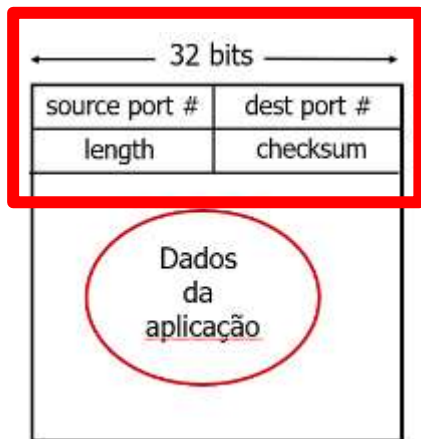 32 bits
source port # dest port #
length checksum
Dados
da
aplicação